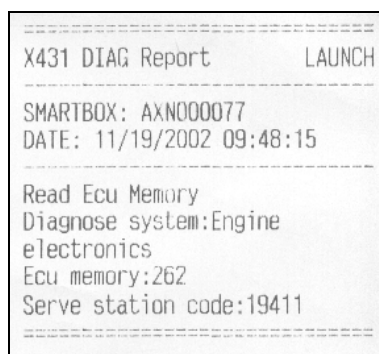 X431 DIAG Report LAUNCH
SMARTBOX: AXN000077
DATE: 11/19/2002 09:48:15
Read Ecu Memory
Diagnose system:Engine
electronics
Ecu memory:262
Serve station code:19411